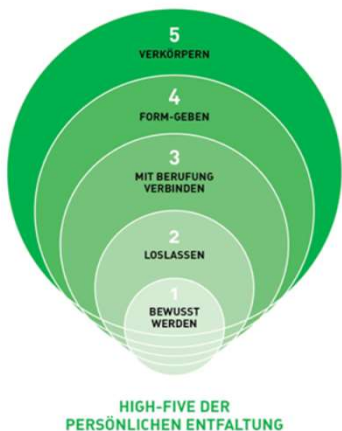 5
VERKÖRPERN
4
FORM-GEBEN
3
MIT BERUFUNG
VERBINDEN
2
LOSLASSEN
1
BEWUSST
WERDEN
HIGH-FIVE DER
PERSÖNLICHEN ENTFALTUNG